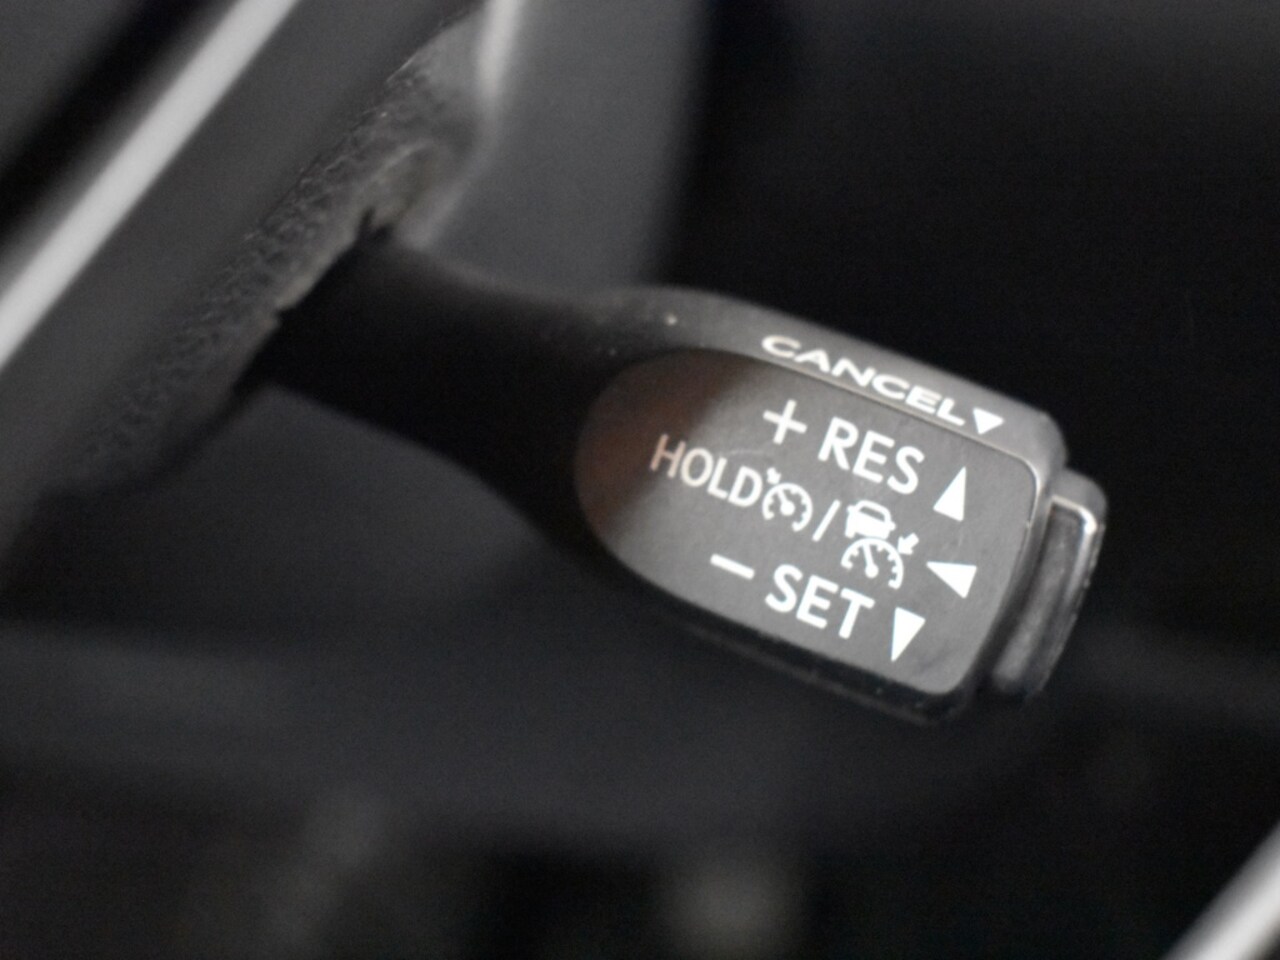 CANCEL▼
+ RES ▲
HOLD / ◀
− SET ▼